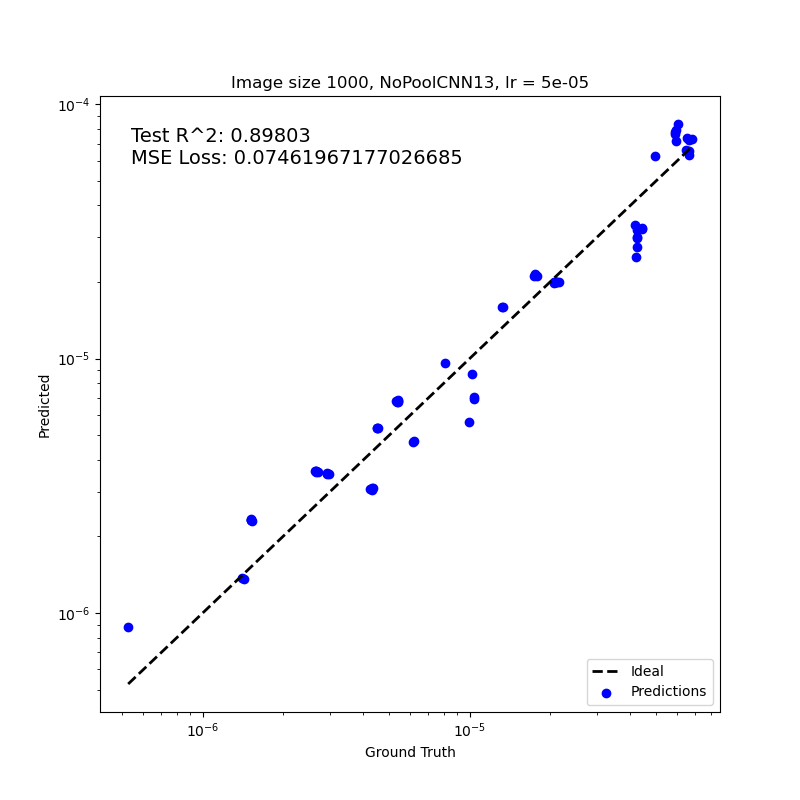 Image size 1000, NoPoolCNN13, lr = 5e-05
Test R^2: 0.89803
MSE Loss: 0.07461967177026685
10⁻⁴
10⁻⁵
10⁻⁶
Predicted
Ideal
Predictions
10⁻⁶ 10⁻⁵
Ground Truth